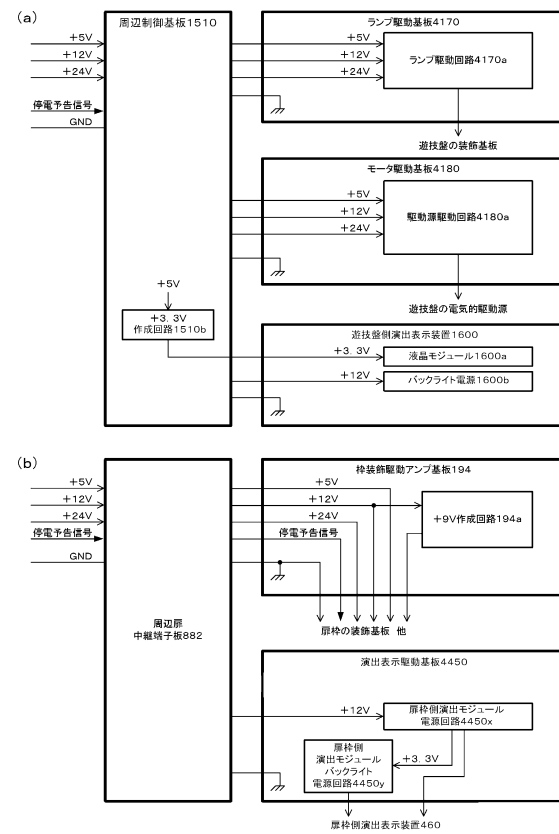 (a)
周辺制御基板1510
+5V
+12V
+24V
停電予告信号
GND
+5V
+3.3V
作成回路1510b
ランプ駆動基板4170
+5V
+12V
+24V
ランプ駆動回路4170a
遊技盤の装飾基板
モータ駆動基板4180
+5V
+12V
+24V
駆動源駆動回路4180a
遊技盤の電気的駆動源
遊技盤側演出表示装置1600
+3.3V
液晶モジュール1600a
+12V
バックライト電源1600b
(b)
+5V
+12V
+24V
停電予告信号
GND
周辺扉
中継端子板882
枠装飾駆動アンプ基板194
+5V
+12V
+24V
停電予告信号
+9V作成回路194a
扉枠の装飾基板 他
演出表示駆動基板4450
+12V
扉枠側演出モジュール
電源回路4450x
+3.3V
扉枠側
演出モジュール
バックライト
電源回路4450y
扉枠側演出表示装置460